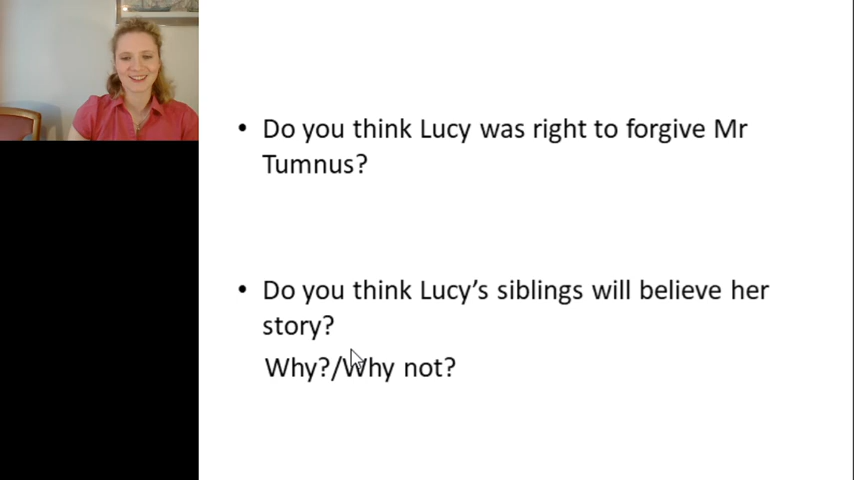 • Do you think Lucy was right to forgive Mr
Tumnus?
• Do you think Lucy’s siblings will believe her
story?
Why?/Why not?